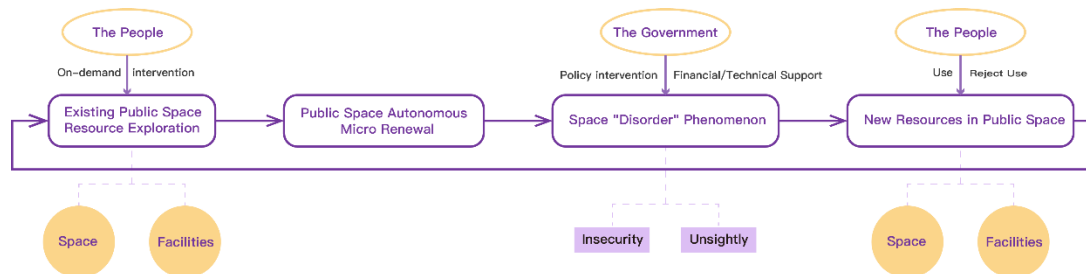 The People
The Government
The People
On-demand intervention
Policy intervention Financial/Technical Support
Use Reject Use
Existing Public Space
Resource Exploration
Public Space Autonomous
Micro Renewal
Space "Disorder" Phenomenon
New Resources in Public Space
Space
Facilities
Insecurity
Unsightly
Space
Facilities